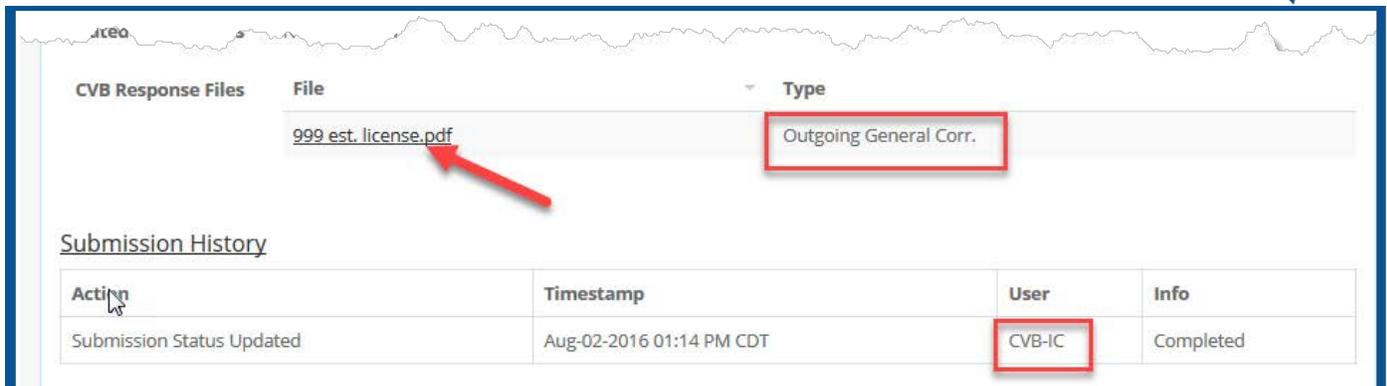 CVB Response Files File Type
999 est. license.pdf Outgoing General Corr.
Submission History
Action Timestamp User Info
Submission Status Updated Aug-02-2016 01:14 PM CDT CVB-IC Completed